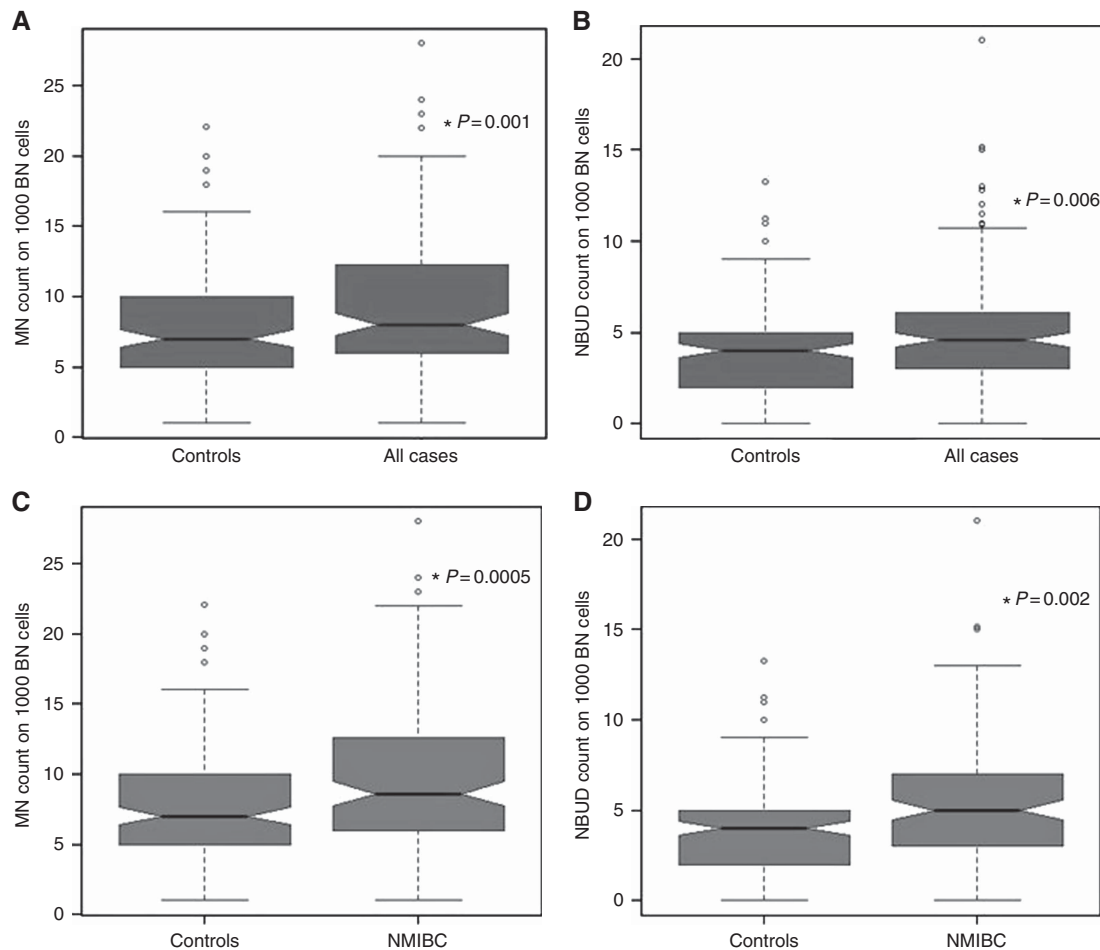 A
MN count on 1000 BN cells
25
20
15
10
5
0
* P=0.001
Controls
All cases
B
NBUD count on 1000 BN cells
20
15
10
5
0
* P=0.006
Controls
All cases
C
MN count on 1000 BN cells
25
20
15
10
5
0
* P=0.0005
Controls
NMIBC
D
NBUD count on 1000 BN cells
20
15
10
5
0
* P=0.002
Controls
NMIBC